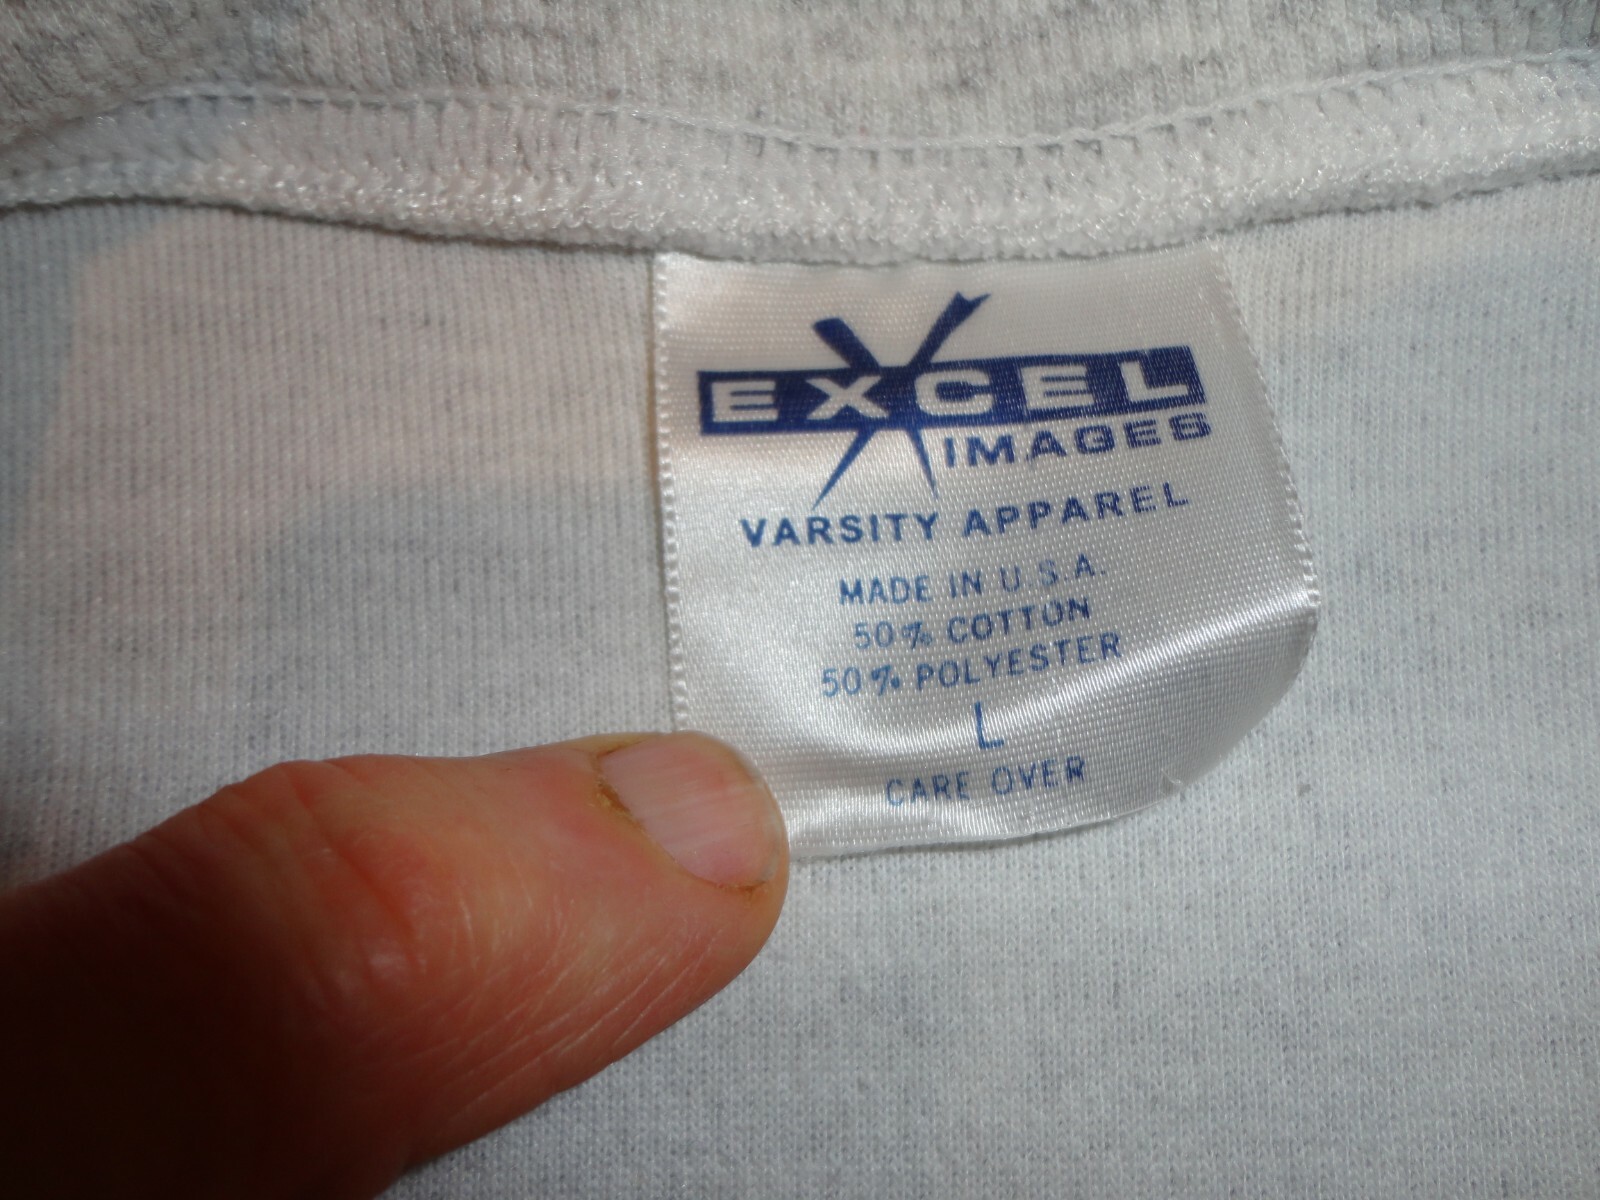 EXCEL
IMAGES
VARSITY APPAREL
MADE IN U.S.A.
50% COTTON
50% POLYESTER
L
CARE OVER